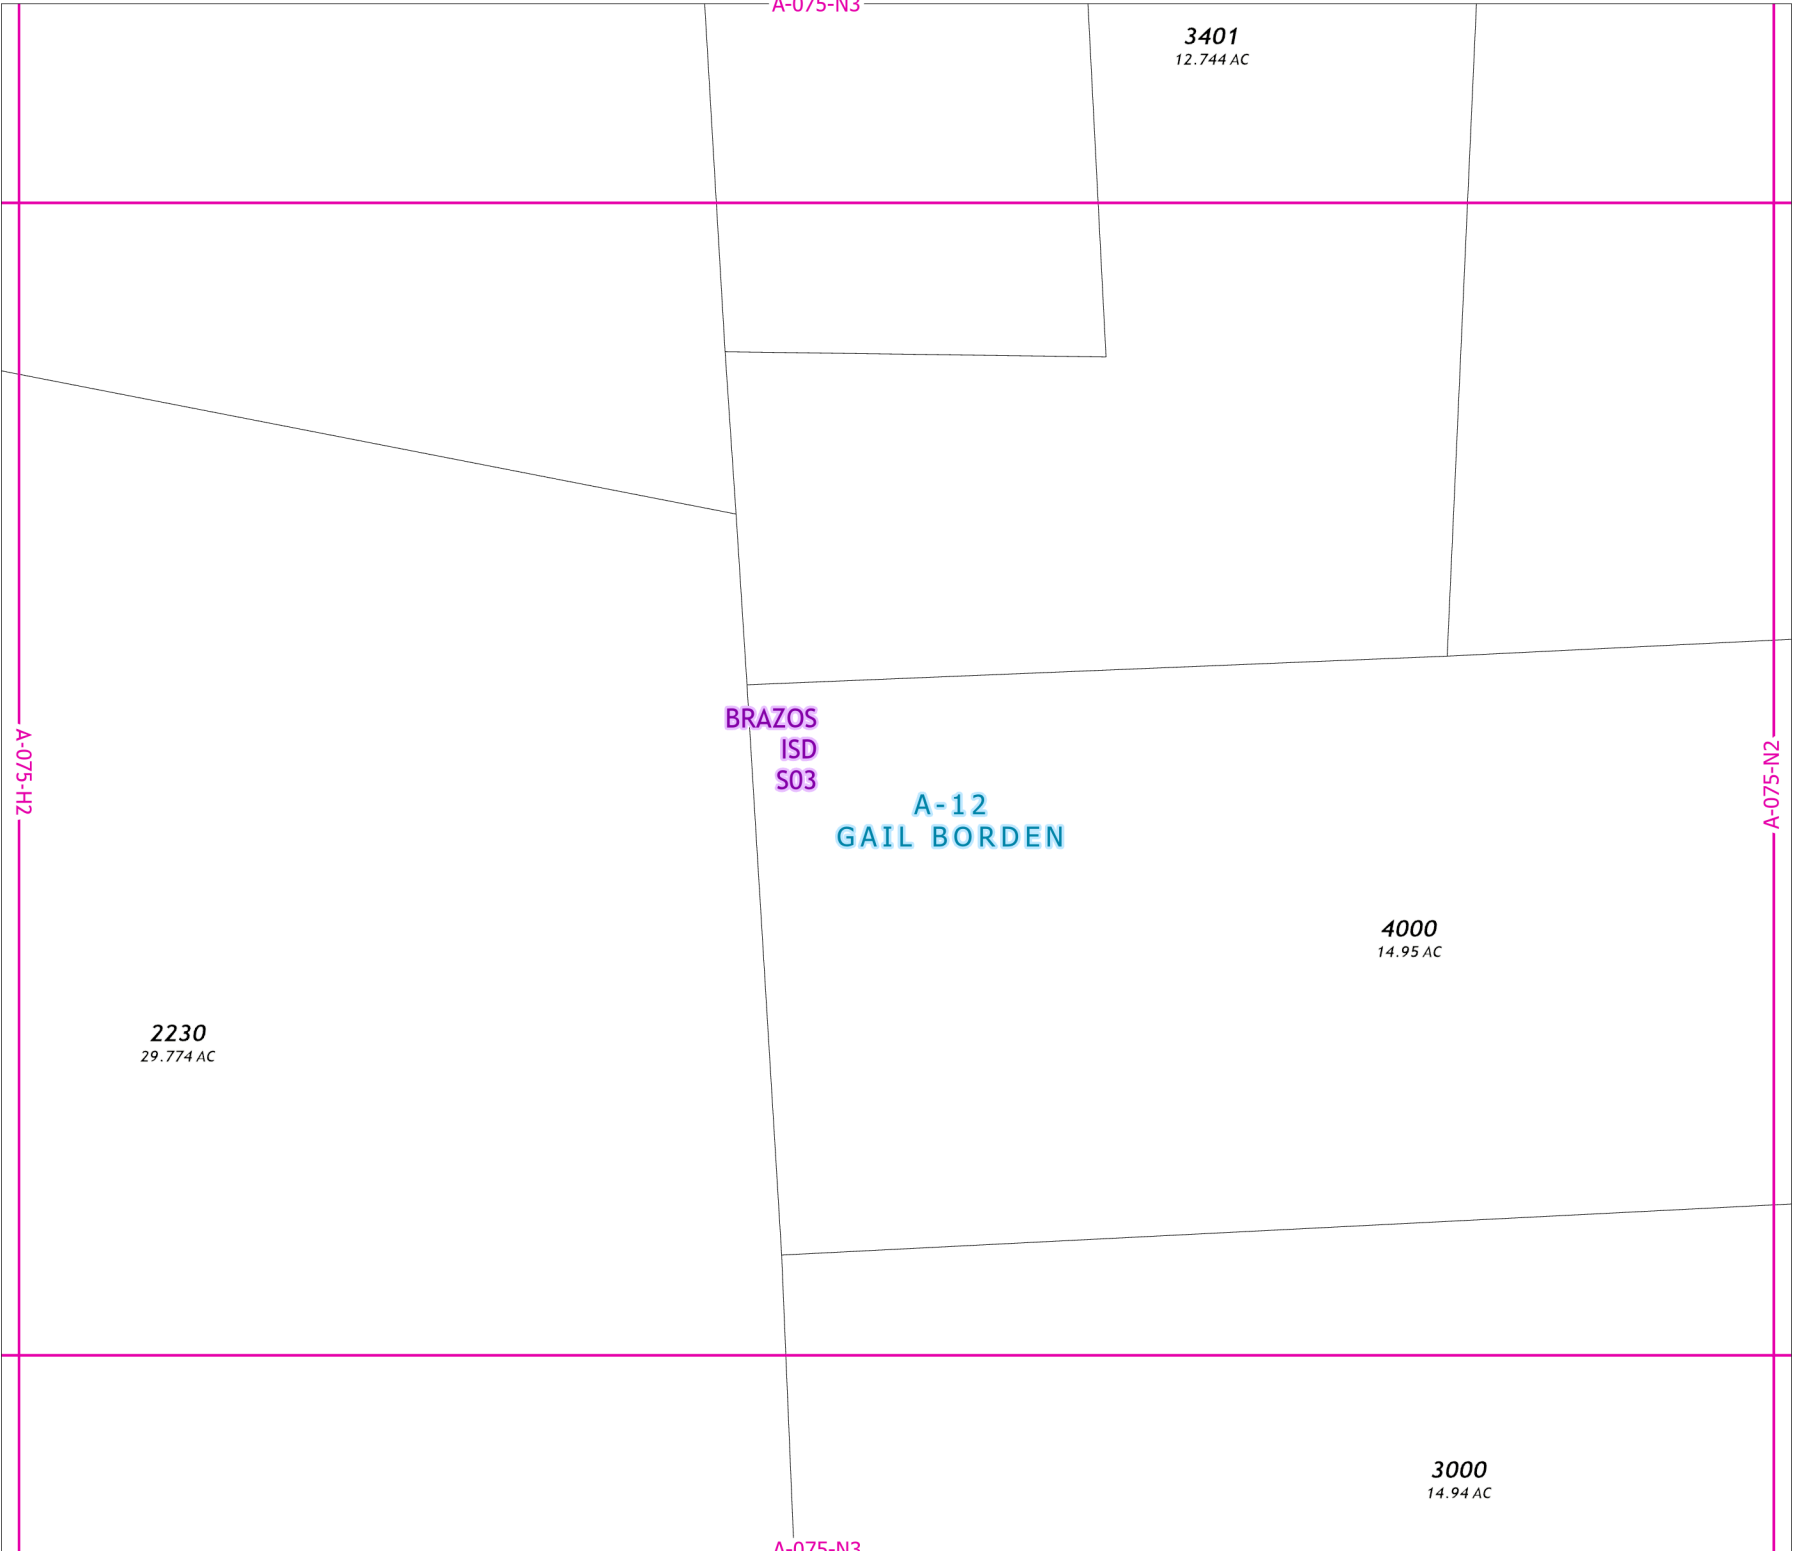 A-075-N3
3401
12.744 AC
BRAZOS
ISD
S03
A-075-H2
A-075-N2
A-12
GAIL BORDEN
4000
14.95 AC
2230
29.774 AC
3000
14.94 AC
A-075-N3